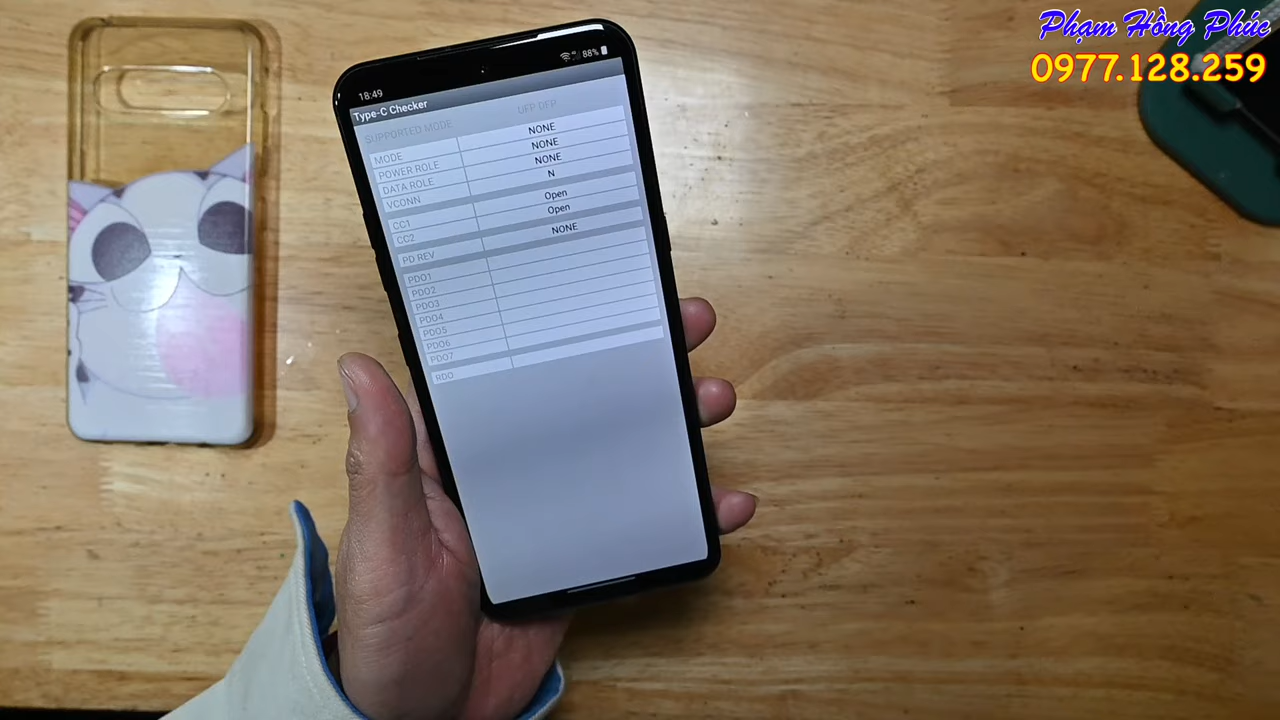 Phạm Hồng Phúc
0977.128.259
18:49
88%
Type-C Checker
SUPPORTED MODE UFP DFP
MODE NONE
POWER ROLE NONE
DATA ROLE NONE
VCONN N
CC1 Open
CC2 Open
PD REV NONE
PDO1
PDO2
PDO3
PDO4
PDO5
PDO6
PDO7
RDO